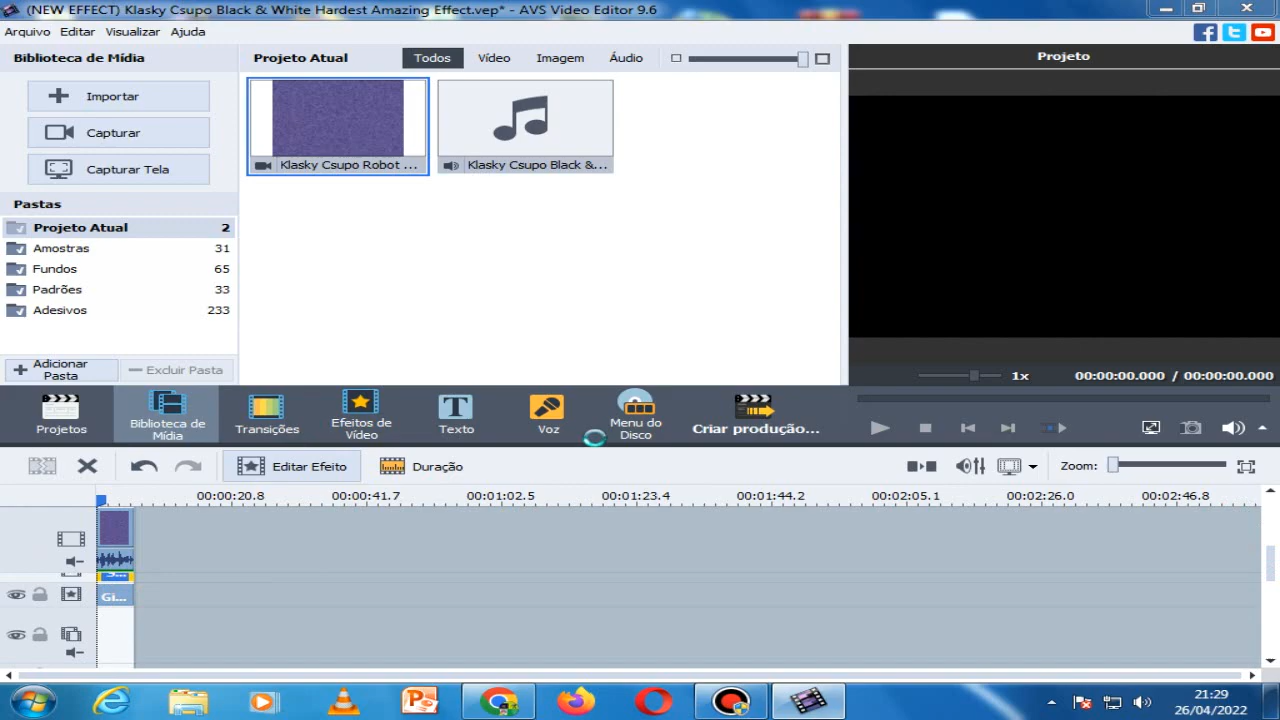 (NEW EFFECT) Klasky Csupo Black & White Hardest Amazing Effect.vep* - AVS Video Editor 9.6
Arquivo Editar Visualizar Ajuda
Biblioteca de Mídia
Importar
Capturar
Capturar Tela
Pastas
Projeto Atual 2
Amostras 31
Fundos 65
Padrões 33
Adesivos 233
Adicionar
Pasta
Excluir Pasta
Projeto Atual Todos Vídeo Imagem Áudio
Klasky Csupo Robot ...
Klasky Csupo Black &...
Projeto
1x 00:00:00.000 / 00:00:00.000
Projetos
Biblioteca de
Mídia
Transições
Efeitos de
Vídeo
Texto
Voz
Menu do
Disco
Criar produção...
Editar Efeito Duração Zoom:
00:00:20.8 00:00:41.7 00:01:02.5 00:01:23.4 00:01:44.2 00:02:05.1 00:02:26.0 00:02:46.8
S...
Gi...
21:29
26/04/2022